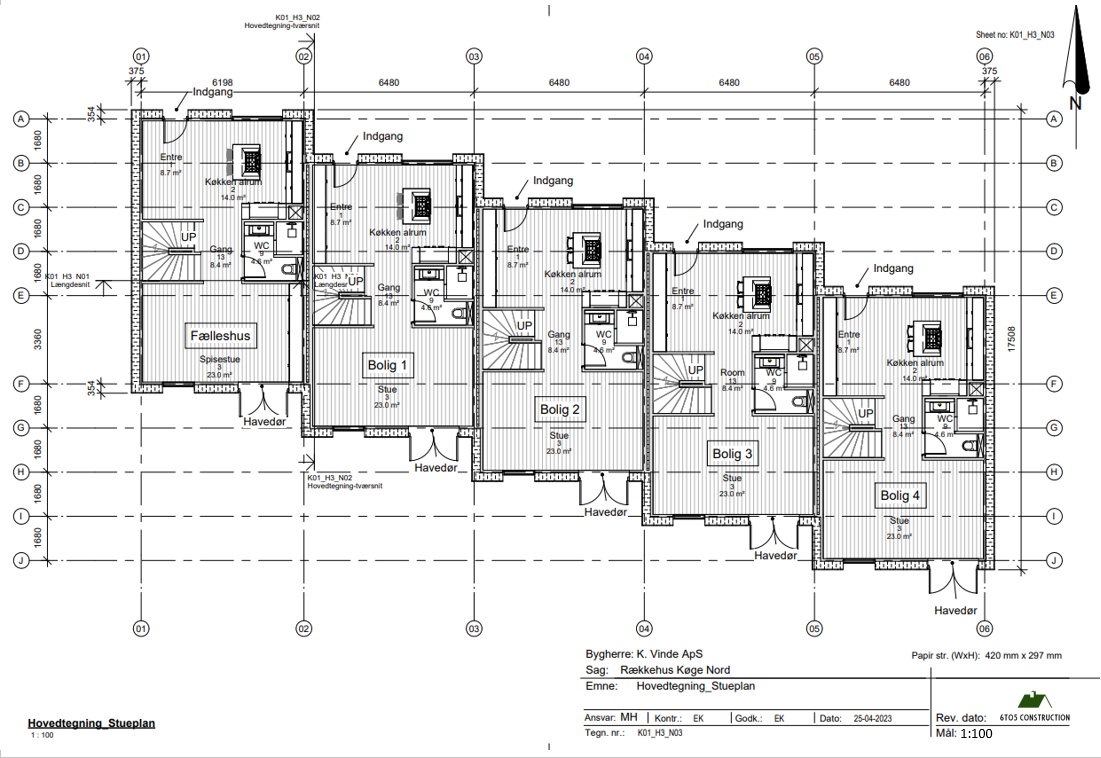 K01_H3_N02
Hovedtegning-tværsnit
Sheet no: K01_H3_N03
01
02
03
04
05
06
375
6198
6480
6480
6480
6480
375
N
Indgang
Indgang
Indgang
Indgang
Indgang
A
B
C
D
E
F
G
H
I
J
354
1680
1680
1680
1680
3360
354
1680
1680
1680
1680
A
B
C
D
E
F
G
H
I
J
17508
K01_H3_N01
Længdesnit
Entre
1
8.7 m²
Køkken alrum
2
14.0 m²
UP
Gang
13
8.4 m²
WC
9
4.6 m²
Fælleshus
Spisestue
3
23.0 m²
Havedør
Entre
1
8.7 m²
Køkken alrum
2
14.0 m²
K01_H3_N
Længdesnit
UP
Gang
13
8.4 m²
WC
9
4.6 m²
Bolig 1
Stue
3
23.0 m²
Havedør
K01_H3_N02
Hovedtegning-tværsnit
Entre
1
8.7 m²
Køkken alrum
2
14.0 m²
UP
Gang
13
8.4 m²
WC
9
4.6 m²
Bolig 2
Stue
3
23.0 m²
Havedør
Entre
1
8.7 m²
Køkken alrum
2
14.0 m²
UP
Room
13
8.4 m²
WC
9
4.6 m²
Bolig 3
Stue
3
23.0 m²
Havedør
Entre
1
8.7 m²
Køkken alrum
2
14.0 m²
UP
Gang
13
8.4 m²
WC
9
4.6 m²
Bolig 4
Stue
3
23.0 m²
Havedør
01
02
03
04
05
06
Bygherre: K. Vinde ApS
Papir str. (WxH): 420 mm x 297 mm
Sag: Rækkehus Køge Nord
Emne: Hovedtegning_Stueplan
Ansvar: MH Kontr.: EK Godk.: EK Dato: 25-04-2023
Tegn. nr.: K01_H3_N03
Rev. dato:
6TO5 CONSTRUCTION
Mål: 1:100
Hovedtegning_Stueplan
1 : 100